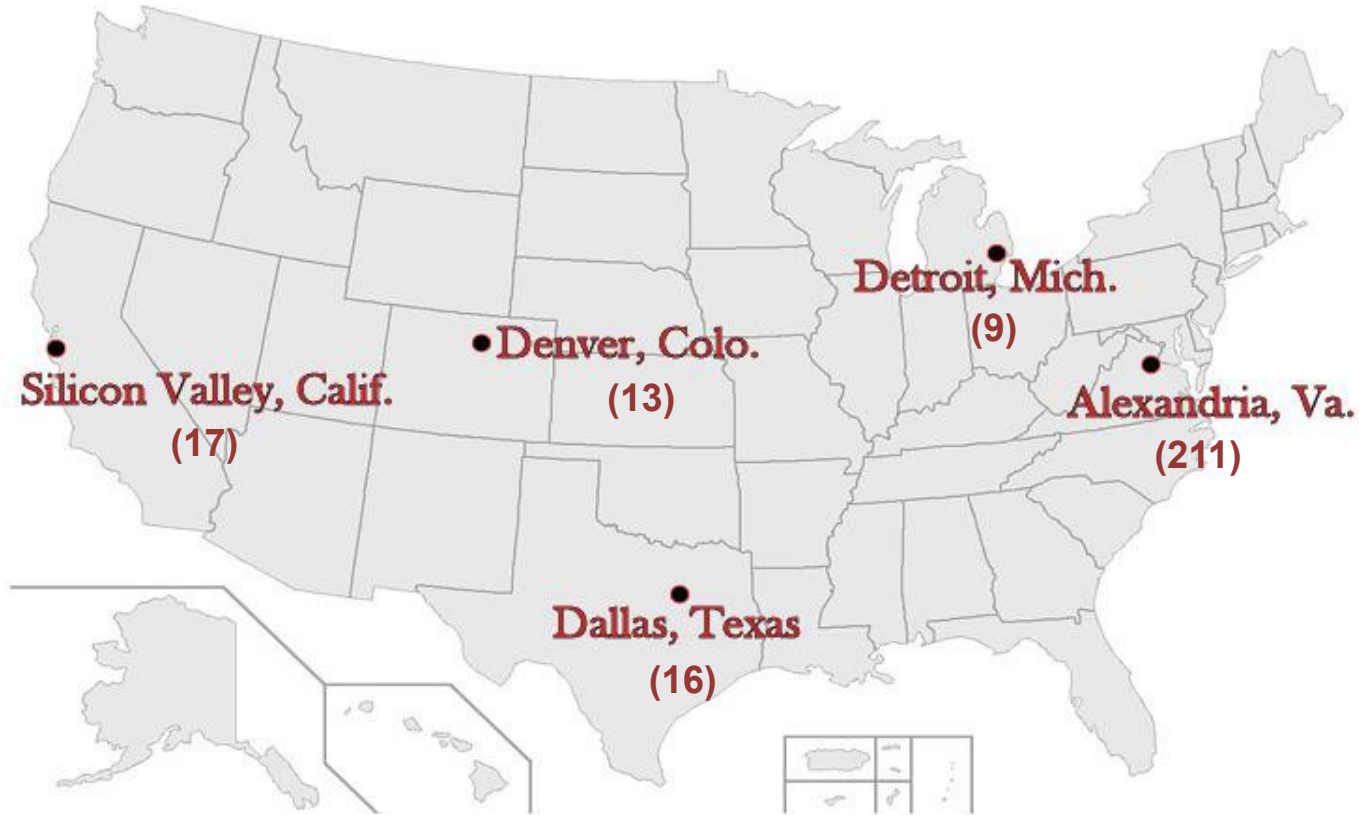 Detroit, Mich.
(9)
Denver, Colo.
(13)
Silicon Valley, Calif.
(17)
Alexandria, Va.
(211)
Dallas, Texas
(16)